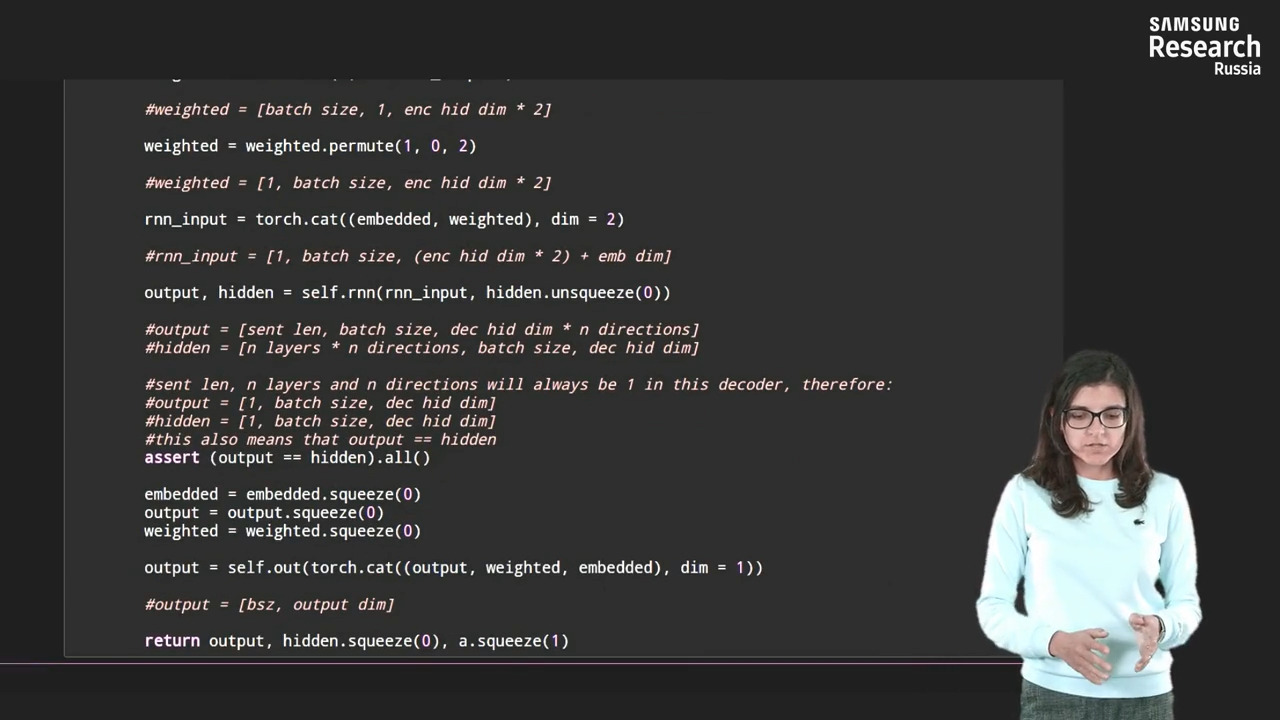 SAMSUNG
Research
Russia
#weighted = [batch size, 1, enc hid dim * 2]
weighted = weighted.permute(1, 0, 2)
#weighted = [1, batch size, enc hid dim * 2]
rnn_input = torch.cat((embedded, weighted), dim = 2)
#rnn_input = [1, batch size, (enc hid dim * 2) + emb dim]
output, hidden = self.rnn(rnn_input, hidden.unsqueeze(0))
#output = [sent len, batch size, dec hid dim * n directions]
#hidden = [n layers * n directions, batch size, dec hid dim]
#sent len, n layers and n directions will always be 1 in this decoder, therefore:
#output = [1, batch size, dec hid dim]
#hidden = [1, batch size, dec hid dim]
#this also means that output == hidden
assert (output == hidden).all()
embedded = embedded.squeeze(0)
output = output.squeeze(0)
weighted = weighted.squeeze(0)
output = self.out(torch.cat((output, weighted, embedded), dim = 1))
#output = [bsz, output dim]
return output, hidden.squeeze(0), a.squeeze(1)